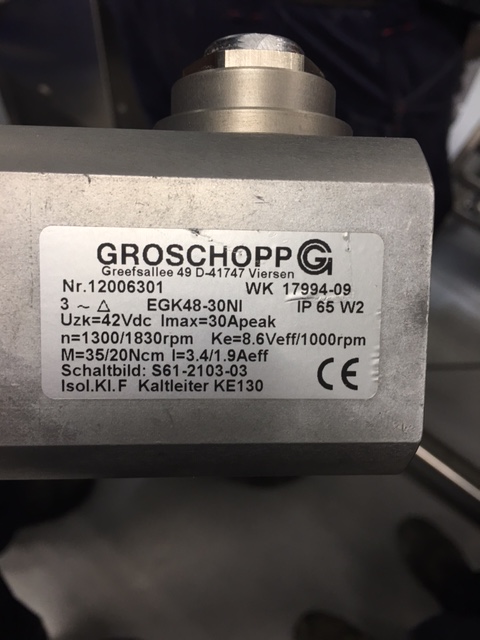 GROSCHOPP G
Greefsallee 49 D-41747 Viersen
Nr.12006301 WK 17994-09
3 ~ △ EGK48-30NI IP 65 W2
Uzk=42Vdc Imax=30Apeak
n=1300/1830rpm Ke=8.6Veff/1000rpm
M=35/20Ncm I=3.4/1.9Aeff
Schaltbild: S61-2103-03
Isol.Kl.F Kaltleiter KE130
CE